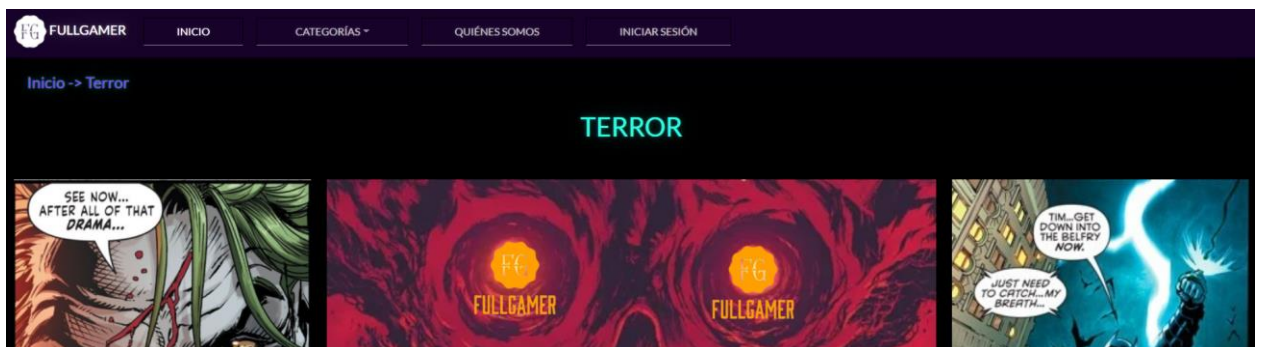 FG FULLGAMER INICIO CATEGORÍAS QUIÉNES SOMOS INICIAR SESIÓN
Inicio -> Terror
TERROR
SEE NOW...
AFTER ALL OF THAT
DRAMA...
FG
FULLGAMER
FG
FULLGAMER
TIM...GET
DOWN INTO
THE BELFRY
NOW.
JUST NEED
TO CATCH...MY
BREATH...